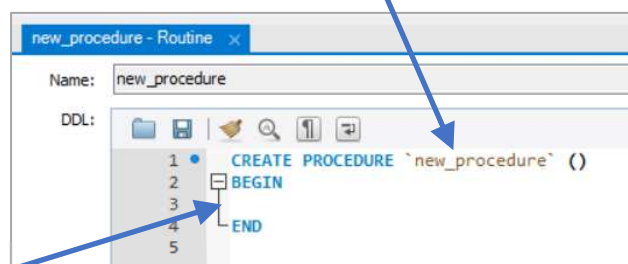 new_procedure - Routine
Name: new_procedure
DDL:
1 CREATE PROCEDURE `new_procedure` ()
2 BEGIN
3
4 END
5